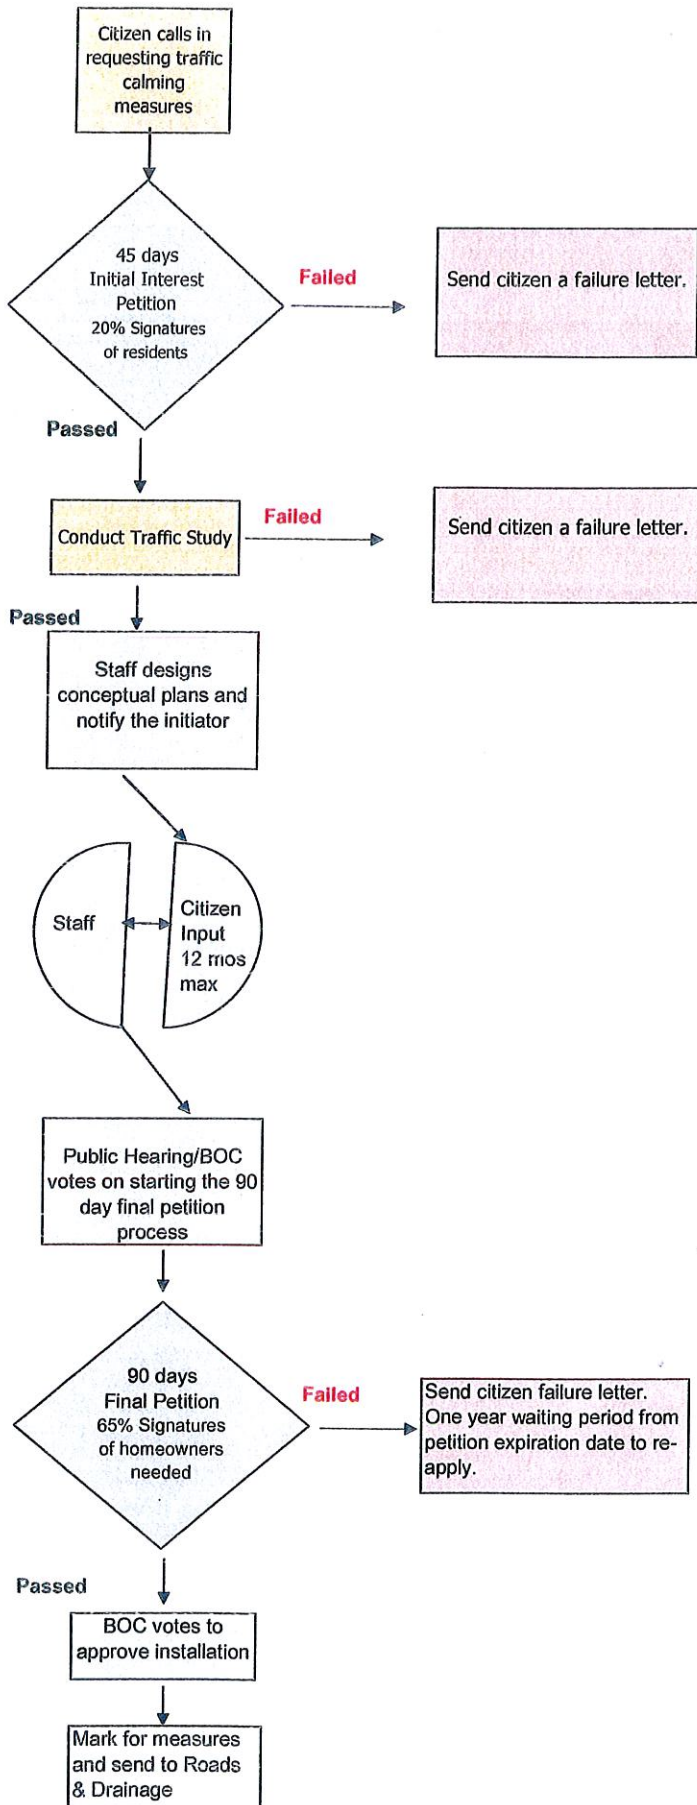 Citizen calls in
requesting traffic
calming
measures
45 days
Initial Interest
Petition
20% Signatures
of residents
Failed
Send citizen a failure letter.
Passed
Conduct Traffic Study
Failed
Send citizen a failure letter.
Passed
Staff designs
conceptual plans and
notify the initiator
Staff
Citizen
Input
12 mos
max
Public Hearing/BOC
votes on starting the 90
day final petition
process
90 days
Final Petition
65% Signatures
of homeowners
needed
Failed
Send citizen failure letter.
One year waiting period from
petition expiration date to re-
apply.
Passed
BOC votes to
approve installation
Mark for measures
and send to Roads
& Drainage